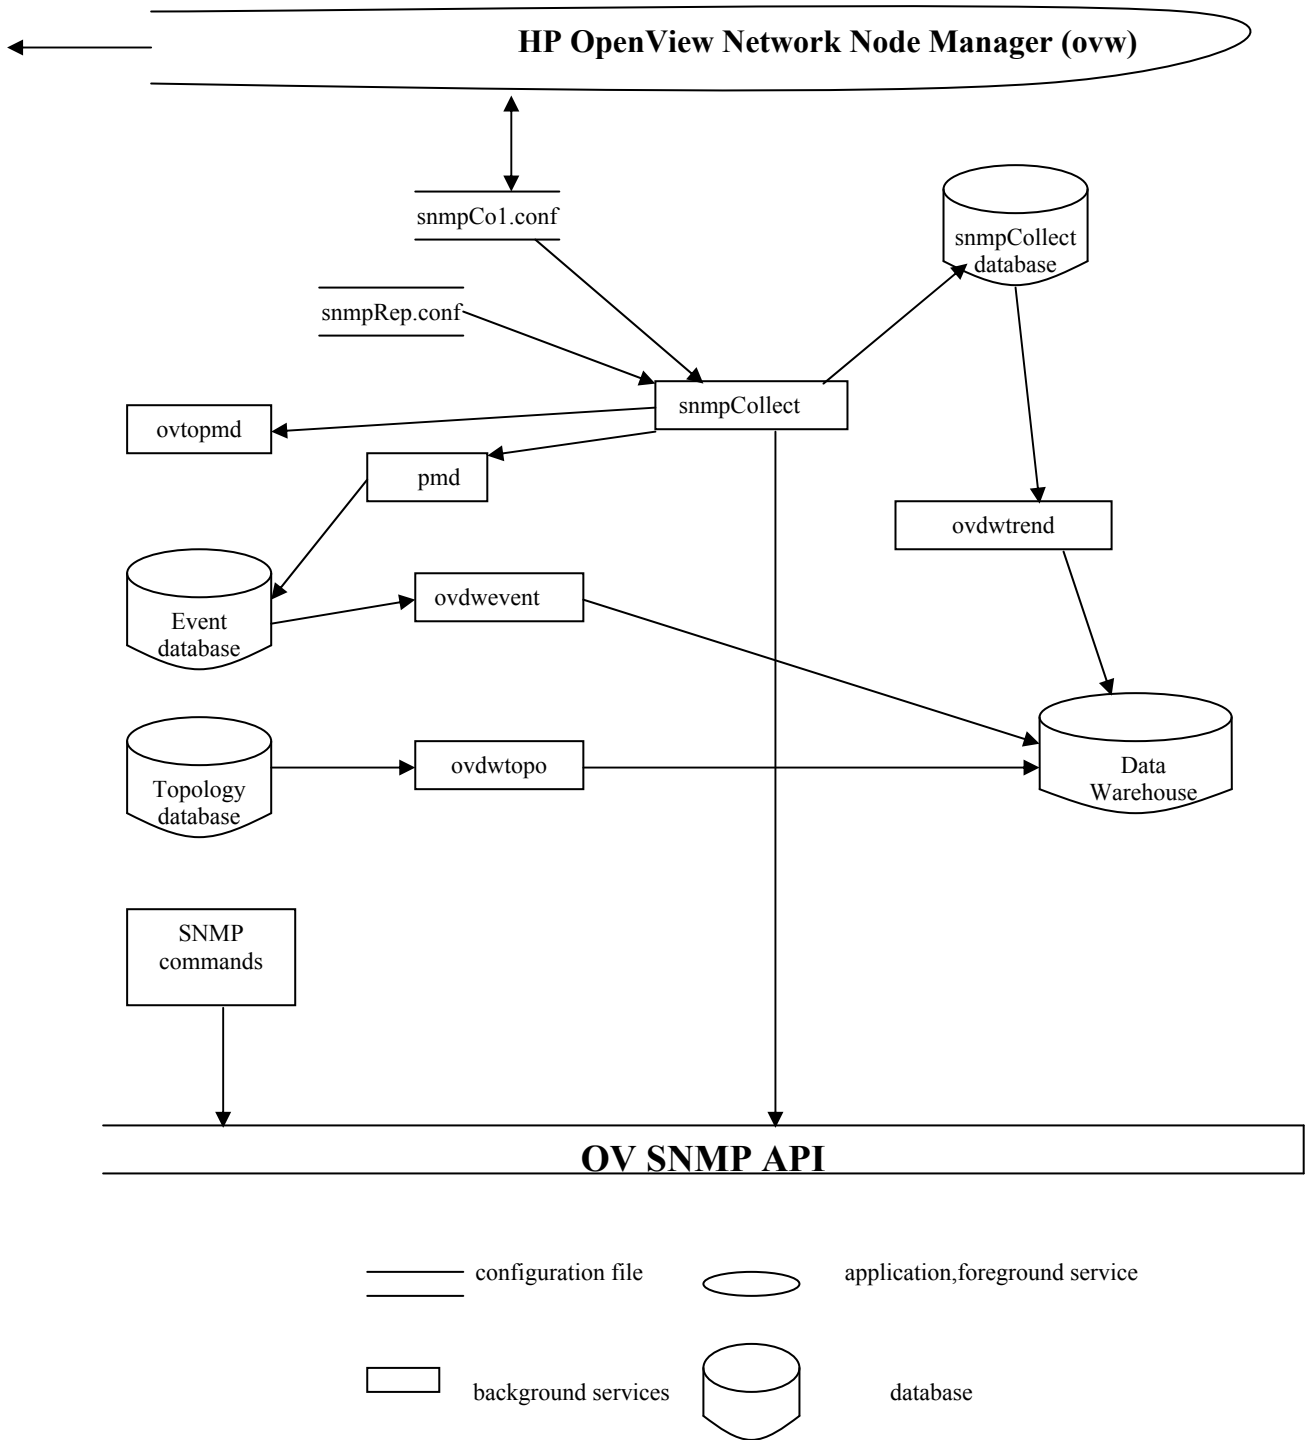 HP OpenView Network Node Manager (ovw)
snmpCo1.conf
snmpCollect
database
snmpRep.conf
snmpCollect
ovtopmd
pmd
ovdwtrend
ovdwevent
Event
database
Data
Warehouse
ovdwtopo
Topology
database
SNMP
commands
OV SNMP API
configuration file
application,foreground service
background services
database